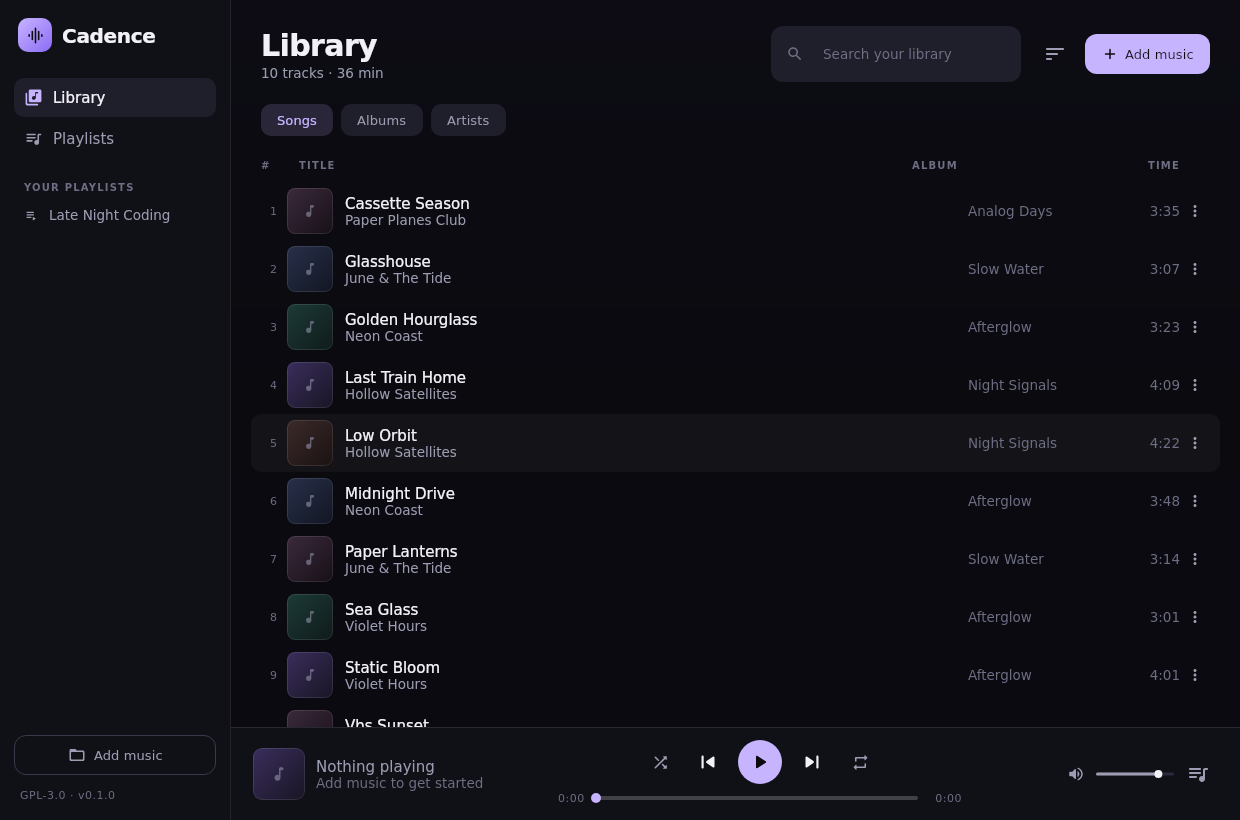 Cadence
Library
Playlists
YOUR PLAYLISTS
Late Night Coding
Add music
GPL-3.0 · v0.1.0
Library
10 tracks · 36 min
Search your library
Add music
Songs
Albums
Artists
# TITLE ALBUM TIME
1 Cassette Season Analog Days 3:35
Paper Planes Club
2 Glasshouse Slow Water 3:07
June & The Tide
3 Golden Hourglass Afterglow 3:23
Neon Coast
4 Last Train Home Night Signals 4:09
Hollow Satellites
5 Low Orbit Night Signals 4:22
Hollow Satellites
6 Midnight Drive Afterglow 3:48
Neon Coast
7 Paper Lanterns Slow Water 3:14
June & The Tide
8 Sea Glass Afterglow 3:01
Violet Hours
9 Static Bloom Afterglow 4:01
Violet Hours
Vhs Sunset
Nothing playing
Add music to get started
0:00 0:00